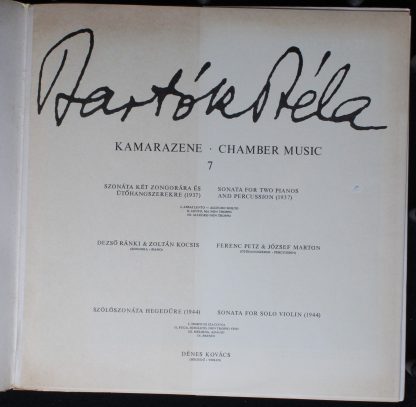 Bartók Béla
KAMARAZENE · CHAMBER MUSIC
7
SZONÁTA KÉT ZONGORÁRA ÉS
ÜTŐHANGSZEREKRE (1937)
SONATA FOR TWO PIANOS
AND PERCUSSION (1937)
DEZSŐ RÁNKI & ZOLTÁN KOCSIS
FERENC PETZ & JÓZSEF MARTON
SZÓLÓSZONÁTA HEGEDŰRE (1944)
SONATA FOR SOLO VIOLIN (1944)
DÉNES KOVÁCS